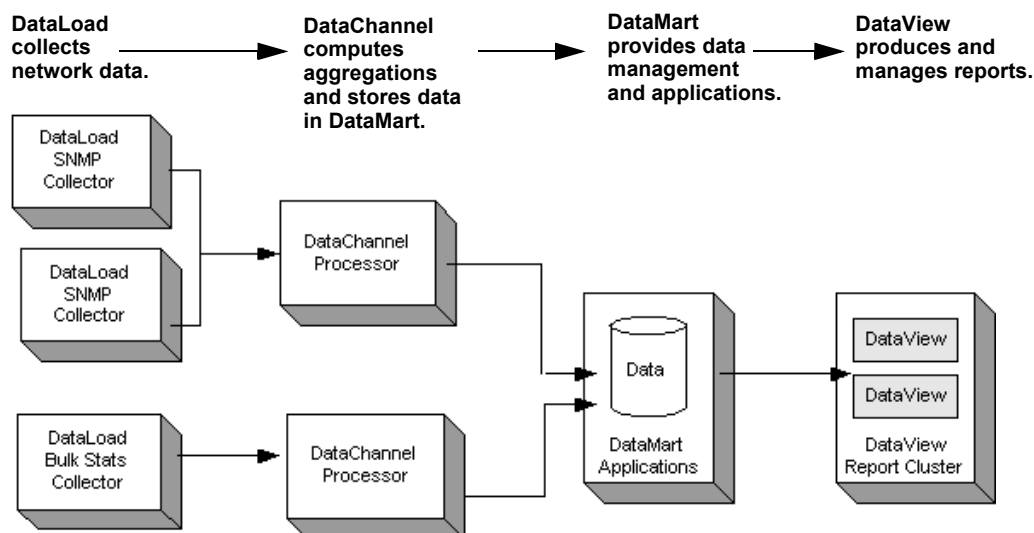 DataLoad
collects
network data.
DataChannel
computes
aggregations
and stores data
in DataMart.
DataMart
provides data
management
and applications.
DataView
produces and
manages reports.
DataLoad
SNMP
Collector
DataLoad
SNMP
Collector
DataChannel
Processor
DataLoad
Bulk Stats
Collector
DataChannel
Processor
Data
DataMart
Applications
DataView
DataView
DataView
Report Cluster